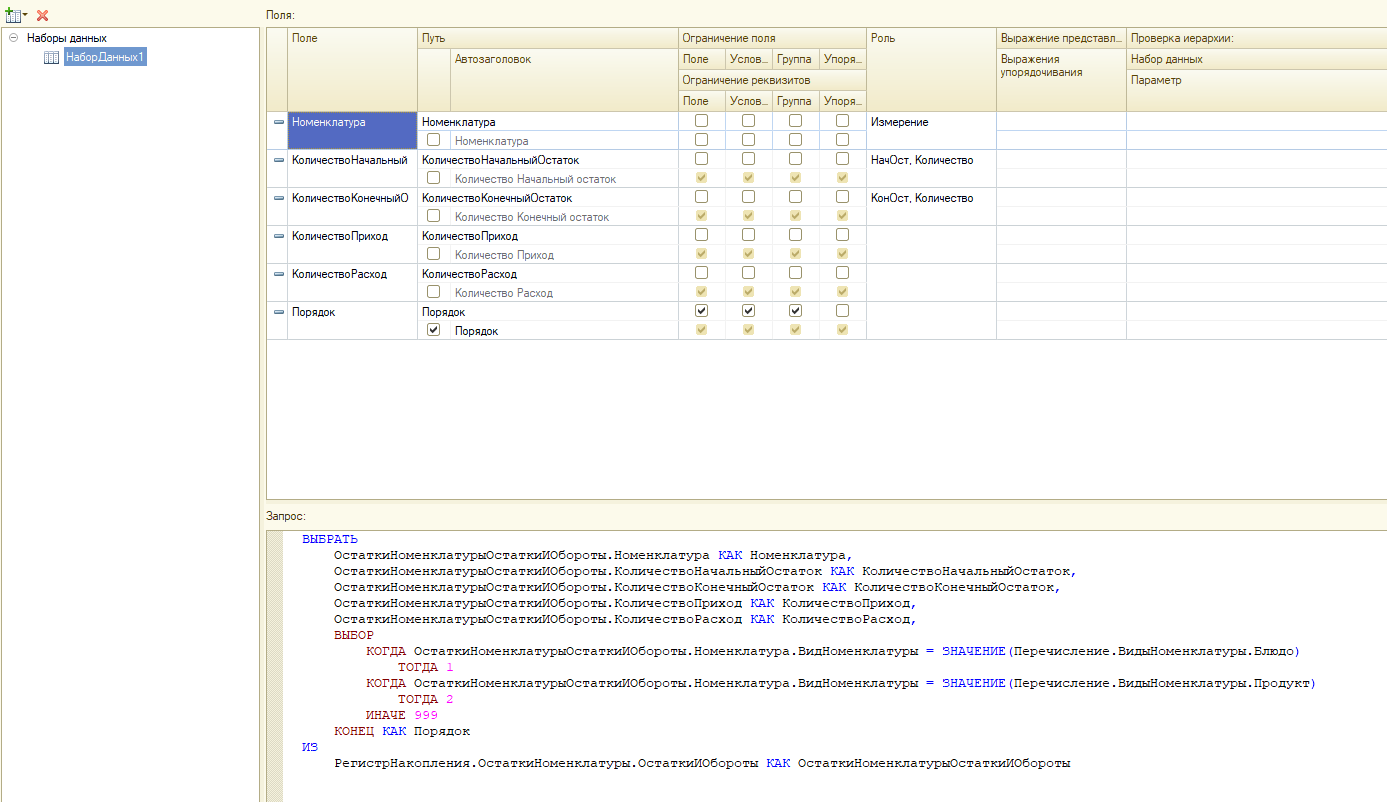 Поля:
Наборы данных
НаборДанных1
Поле Путь Ограничение поля Роль Выражение представл... Проверка иерархии:
Автозаголовок Поле Услов... Группа Упоря... Выражения упорядочивания Набор данных
Ограничение реквизитов Параметр
Поле Услов... Группа Упоря...
Номенклатура Номенклатура Измерение
Номенклатура
КоличествоНачальный КоличествоНачальныйОстаток НачОст, Количество
Количество Начальный остаток
КоличествоКонечныйО КоличествоКонечныйОстаток КонОст, Количество
Количество Конечный остаток
КоличествоПриход КоличествоПриход
Количество Приход
КоличествоРасход КоличествоРасход
Количество Расход
Порядок Порядок
Порядок
Запрос:
ВЫБРАТЬ
ОстаткиНоменклатурыОстаткиИОбороты.Номенклатура КАК Номенклатура,
ОстаткиНоменклатурыОстаткиИОбороты.КоличествоНачальныйОстаток КАК КоличествоНачальныйОстаток,
ОстаткиНоменклатурыОстаткиИОбороты.КоличествоКонечныйОстаток КАК КоличествоКонечныйОстаток,
ОстаткиНоменклатурыОстаткиИОбороты.КоличествоПриход КАК КоличествоПриход,
ОстаткиНоменклатурыОстаткиИОбороты.КоличествоРасход КАК КоличествоРасход,
ВЫБОР
КОГДА ОстаткиНоменклатурыОстаткиИОбороты.Номенклатура.ВидНоменклатуры = ЗНАЧЕНИЕ(Перечисление.ВидыНоменклатуры.Блюдо)
ТОГДА 1
КОГДА ОстаткиНоменклатурыОстаткиИОбороты.Номенклатура.ВидНоменклатуры = ЗНАЧЕНИЕ(Перечисление.ВидыНоменклатуры.Продукт)
ТОГДА 2
ИНАЧЕ 999
КОНЕЦ КАК Порядок
ИЗ
РегистрНакопления.ОстаткиНоменклатуры.ОстаткиИОбороты КАК ОстаткиНоменклатурыОстаткиИОбороты